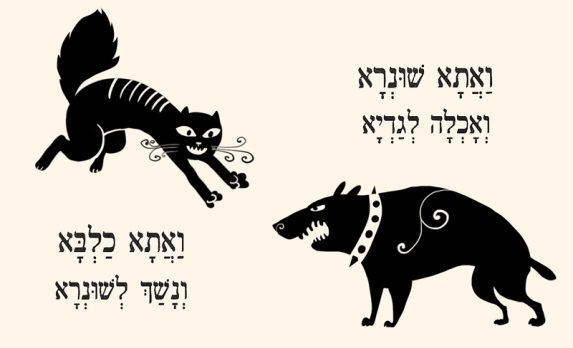 וַאֲתָא שׁוּנְרָא
וְאָכְלָה לְגַדְיָא
וַאֲתָא כַלְבָּא
וְנָשַׁךְ לְשׁוּנְרָא